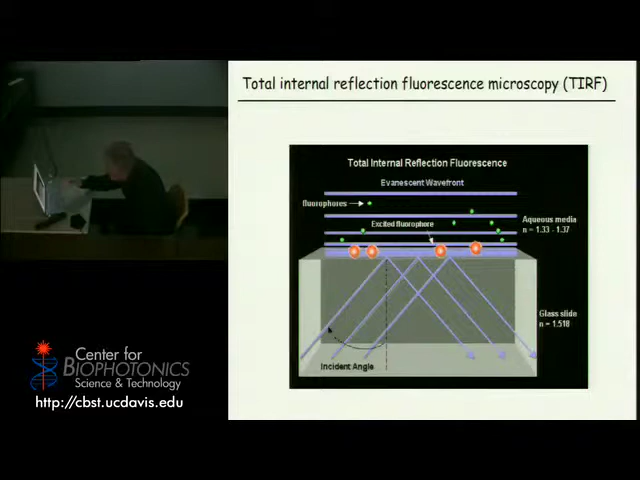 Total internal reflection fluorescence microscopy (TIRF)
Total Internal Reflection Fluorescence
Evanescent Wavefront
fluorophores
Excited fluorophore
Aqueous media
n = 1.33 - 1.37
Glass slide
n = 1.518
Incident Angle
Center for
BIOPHOTONICS
Science & Technology
http://cbst.ucdavis.edu